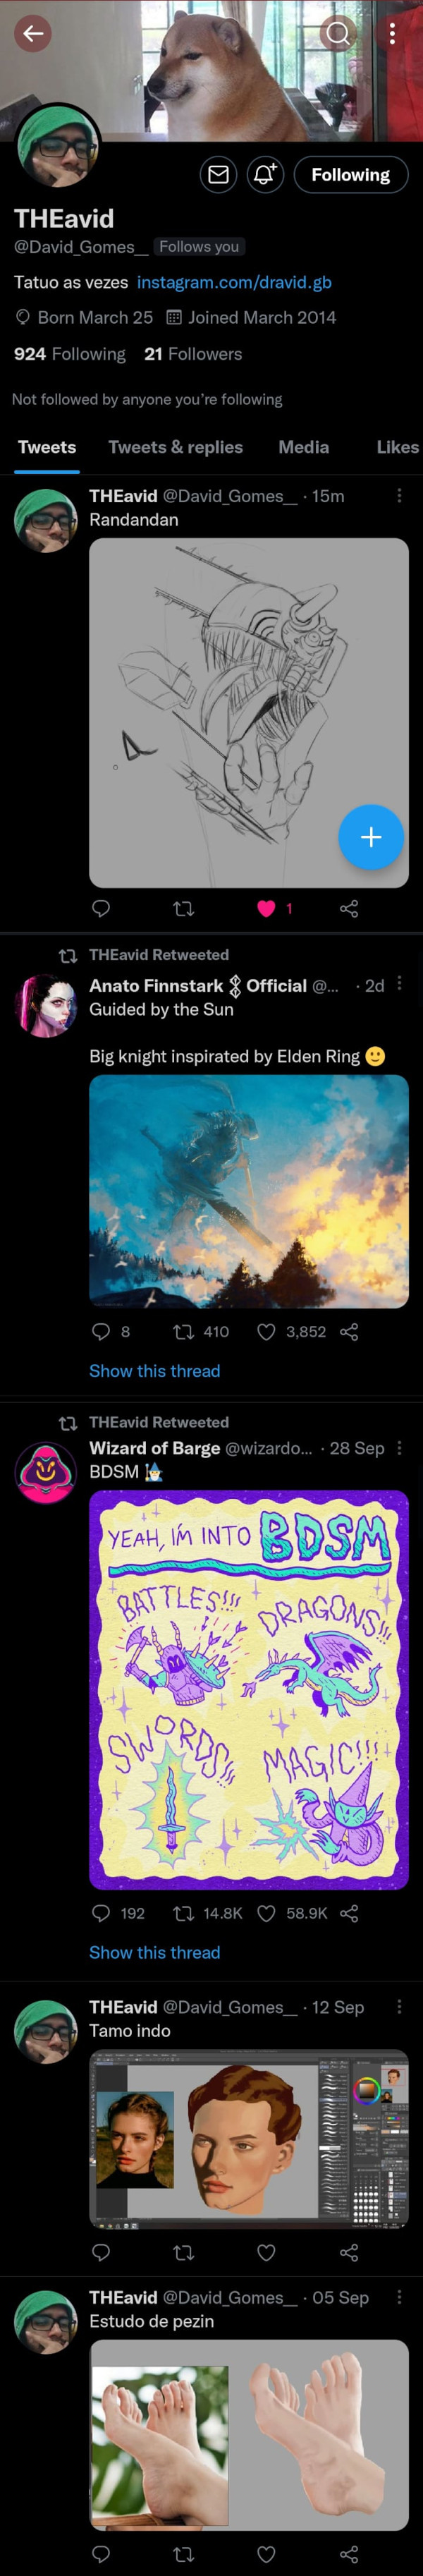 THEavid
@David_Gomes__ Follows you
Following
Tatuo as vezes instagram.com/dravid.gb
Born March 25 Joined March 2014
924 Following 21 Followers
Not followed by anyone you're following
Tweets Tweets & replies Media Likes
THEavid @David_Gomes__ · 15m
Randandan
1
THEavid Retweeted
Anato Finnstark Official @... · 2d
Guided by the Sun
Big knight inspirated by Elden Ring 🙂
8 410 3,852
Show this thread
THEavid Retweeted
Wizard of Barge @wizardo... · 28 Sep
BDSM 🧙‍♂️
YEAH, I'M INTO BDSM
BATTLES!!! DRAGONS!!!
SWORDS!!! MAGIC!!!
192 14.8K 58.9K
Show this thread
THEavid @David_Gomes__ · 12 Sep
Tamo indo
THEavid @David_Gomes__ · 05 Sep
Estudo de pezin